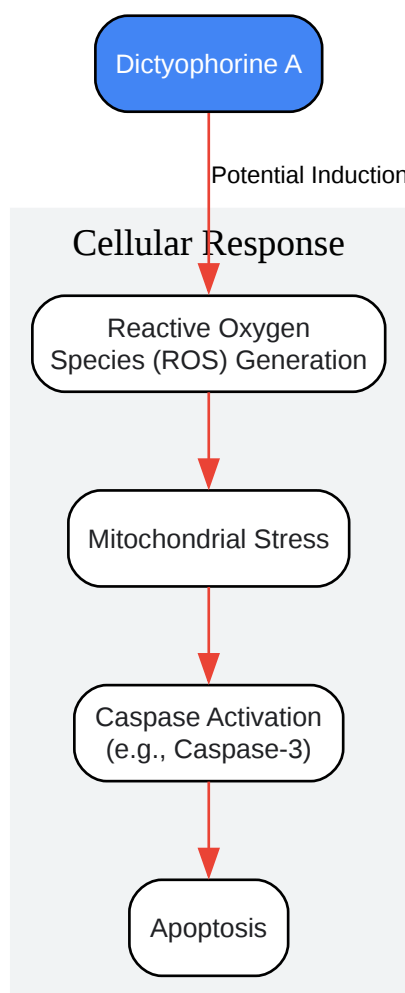 Dictyophorine A
Potential Induction
Cellular Response
Reactive Oxygen
Species (ROS) Generation
Mitochondrial Stress
Caspase Activation
(e.g., Caspase-3)
Apoptosis